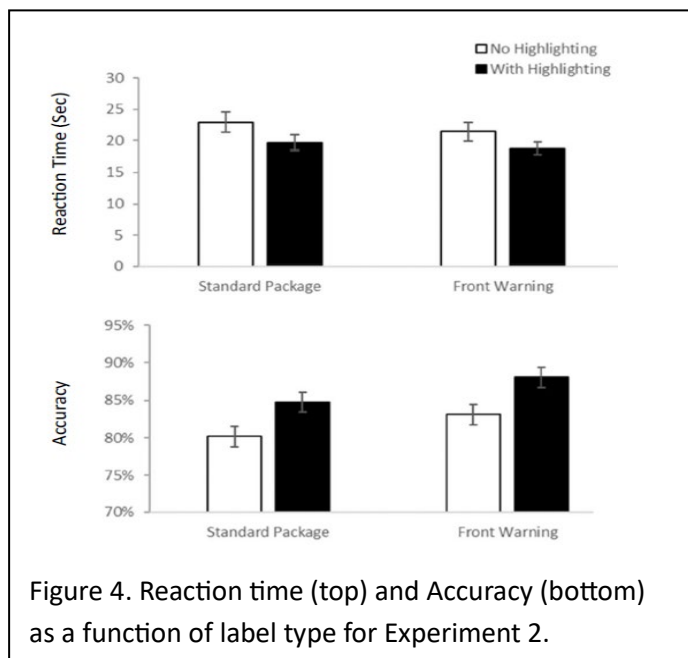 No Highlighting
With Highlighting
Reaction Time (Sec)
30
25
20
15
10
5
0
Standard Package
Front Warning
Accuracy
95%
90%
85%
80%
75%
70%
Standard Package
Front Warning
Figure 4. Reaction time (top) and Accuracy (bottom)
as a function of label type for Experiment 2.